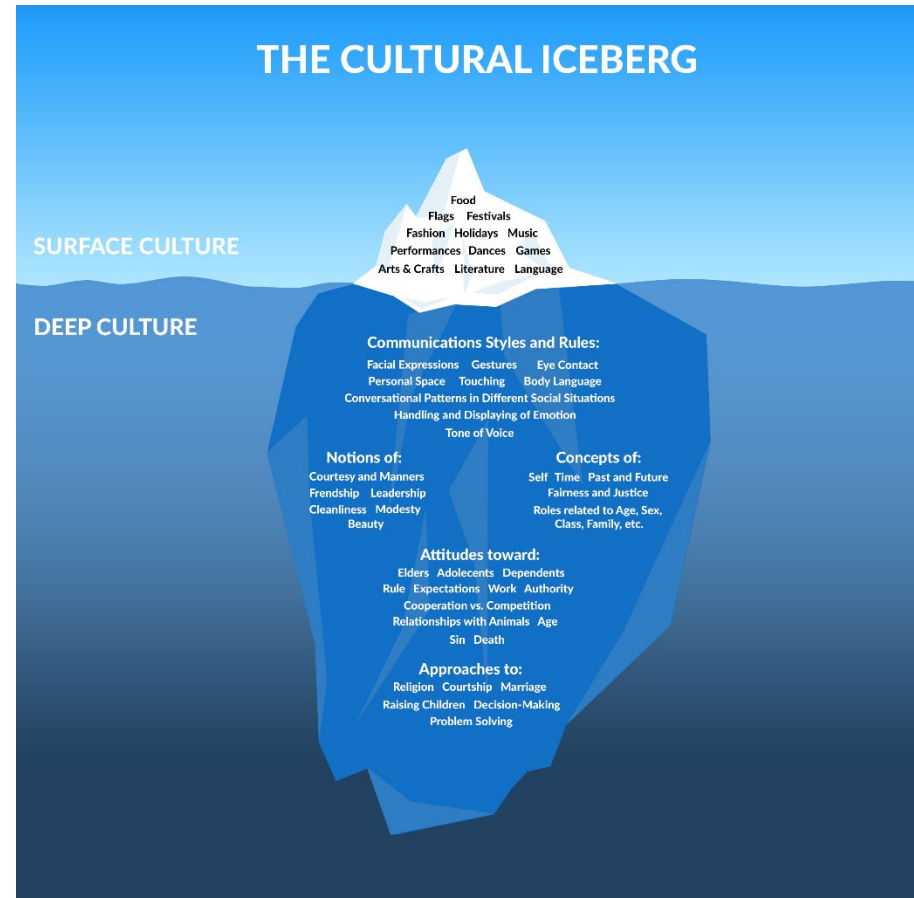 THE CULTURAL ICEBERG
Food
Flags Festivals
Fashion Holidays Music
Performances Dances Games
Arts & Crafts Literature Language
SURFACE CULTURE
DEEP CULTURE
Communications Styles and Rules:
Facial Expressions Gestures Eye Contact
Personal Space Touching Body Language
Conversational Patterns in Different Social Situations
Handling and Displaying of Emotion
Tone of Voice
Notions of:
Courtesy and Manners
Frendship Leadership
Cleanliness Modesty
Beauty
Concepts of:
Self Time Past and Future
Fairness and Justice
Roles related to Age, Sex,
Class, Family, etc.
Attitudes toward:
Elders Adolecents Dependents
Rule Expectations Work Authority
Cooperation vs. Competition
Relationships with Animals Age
Sin Death
Approaches to:
Religion Courtship Marriage
Raising Children Decision-Making
Problem Solving